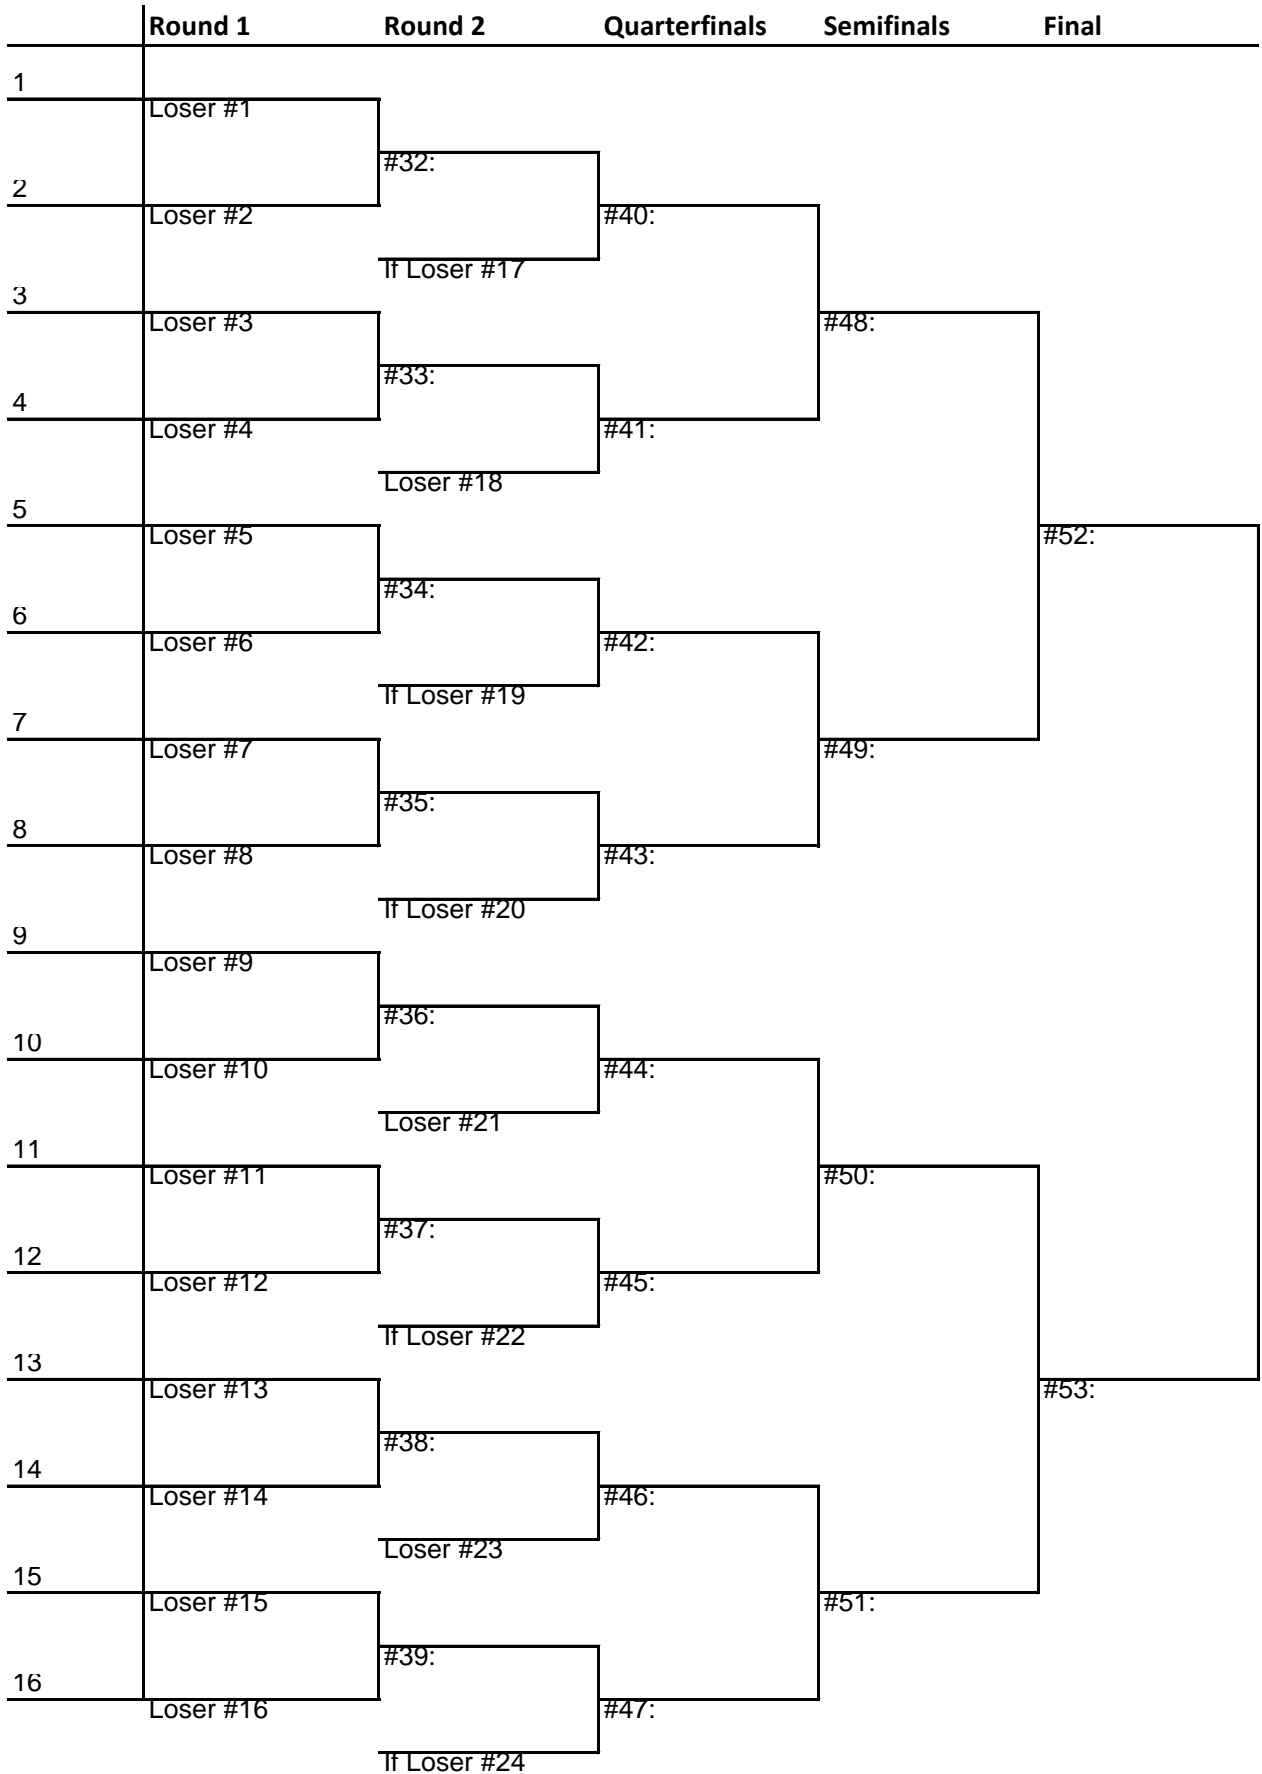 Round 1 Round 2 Quarterfinals Semifinals Final
1
Loser #1
#32:
2
Loser #2 #40:
If Loser #17
3
Loser #3 #48:
#33:
4
Loser #4 #41:
Loser #18
5
Loser #5 #52:
#34:
6
Loser #6 #42:
If Loser #19
7
Loser #7 #49:
#35:
8
Loser #8 #43:
If Loser #20
9
Loser #9
#36:
10
Loser #10 #44:
Loser #21
11
Loser #11 #50:
#37:
12
Loser #12 #45:
If Loser #22
13
Loser #13 #53:
#38:
14
Loser #14 #46:
Loser #23
15
Loser #15 #51:
#39:
16
Loser #16 #47:
If Loser #24